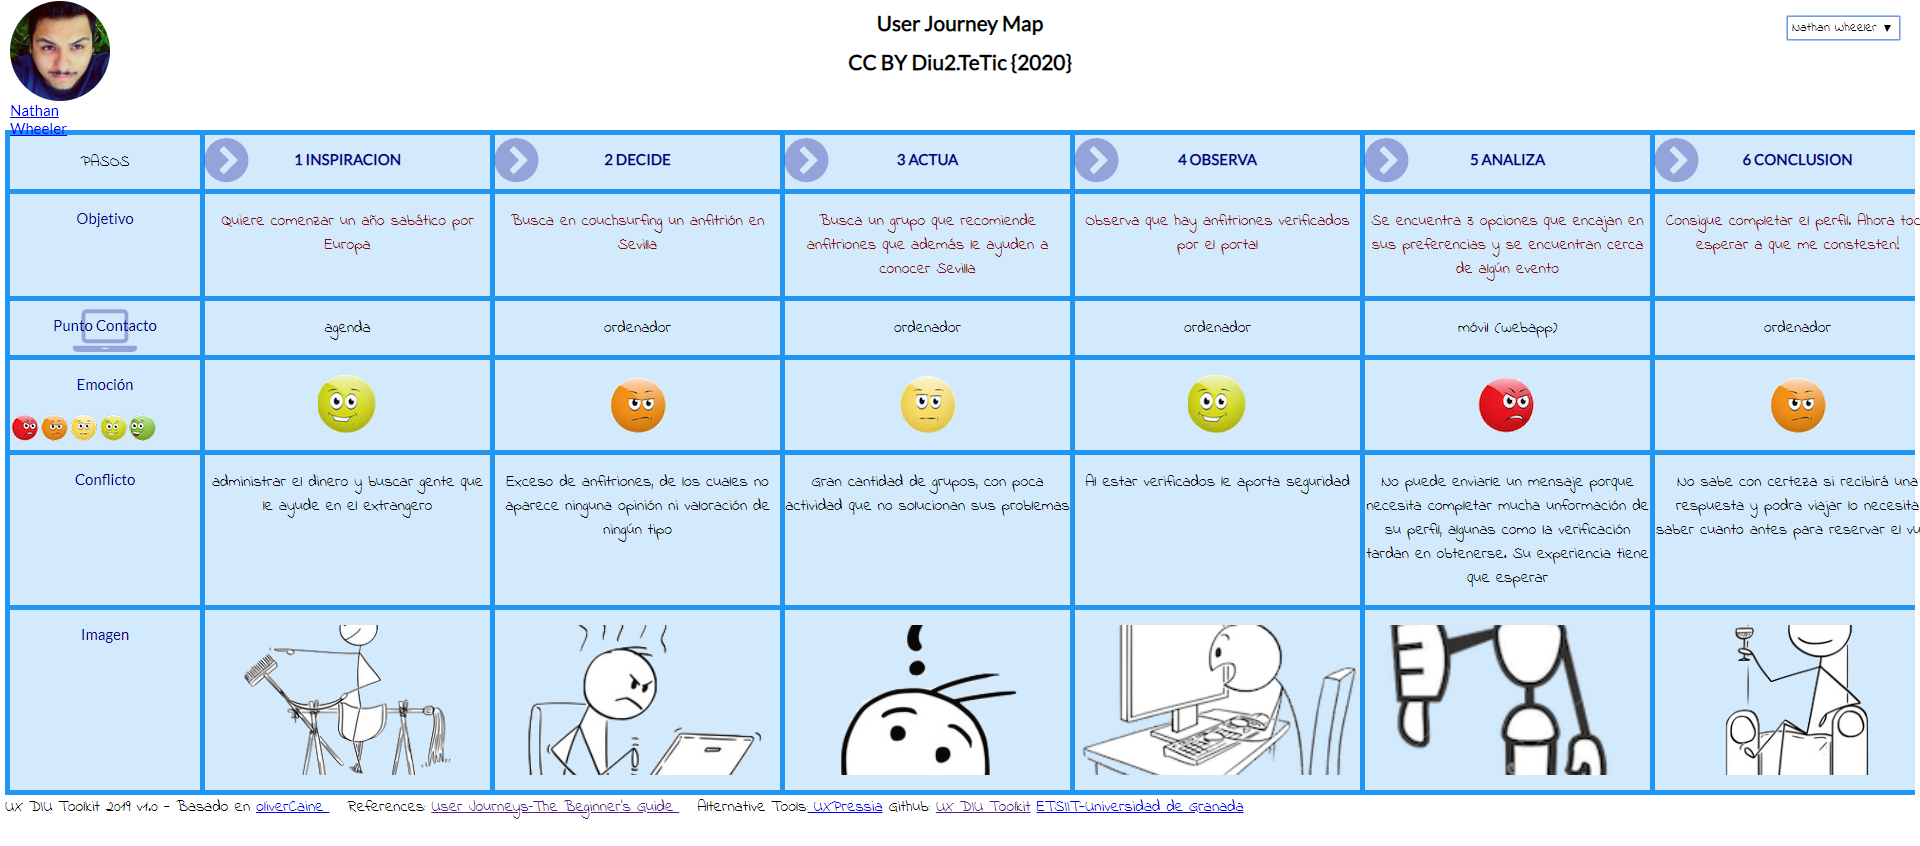 User Journey Map
Nathan Wheeler ▼
CC BY Diu2.TeTic {2020}
Nathan
Wheeler
PASOS
1 INSPIRACION
2 DECIDE
3 ACTUA
4 OBSERVA
5 ANALIZA
6 CONCLUSION
Objetivo
Quiere comenzar un año sabático por
Europa
Busca en couchsurfing un anfitrión en
Sevilla
Busca un grupo que recomiende
anfitriones que además le ayuden a
conocer Sevilla
Observa que hay anfitriones verificados
por el portal
Se encuentra 3 opciones que encajan en
sus preferencias y se encuentran cerca
de algún evento
Consigue completar el perfil. Ahora toc
esperar a que me constesten!
Punto Contacto
agenda
ordenador
ordenador
ordenador
móvil (webapp)
ordenador
Emoción
Conflicto
administrar el dinero y buscar gente que
le ayude en el extrangero
Exceso de anfitriones, de los cuales no
aparece ninguna opinión ni valoración de
ningún tipo
Gran cantidad de grupos, con poca
actividad que no solucionan sus problemas
Al estar verificados le aporta seguridad
No puede enviarle un mensaje porque
necesita completar mucha unformación de
su perfil, algunas como la verificación
tardan en obtenerse. Su experiencia tiene
que esperar
No sabe con certeza si recibirá una
respuesta y podra viajar lo necesita
saber cuanto antes para reservar el vu
Imagen
UX DIU Toolkit 2019 v1.0 - Basado en oliverCaine References: User Journeys-The Beginner's Guide Alternative Tools: UXPressia Github: UX DIU Toolkit ETSIIT-Universidad de Granada